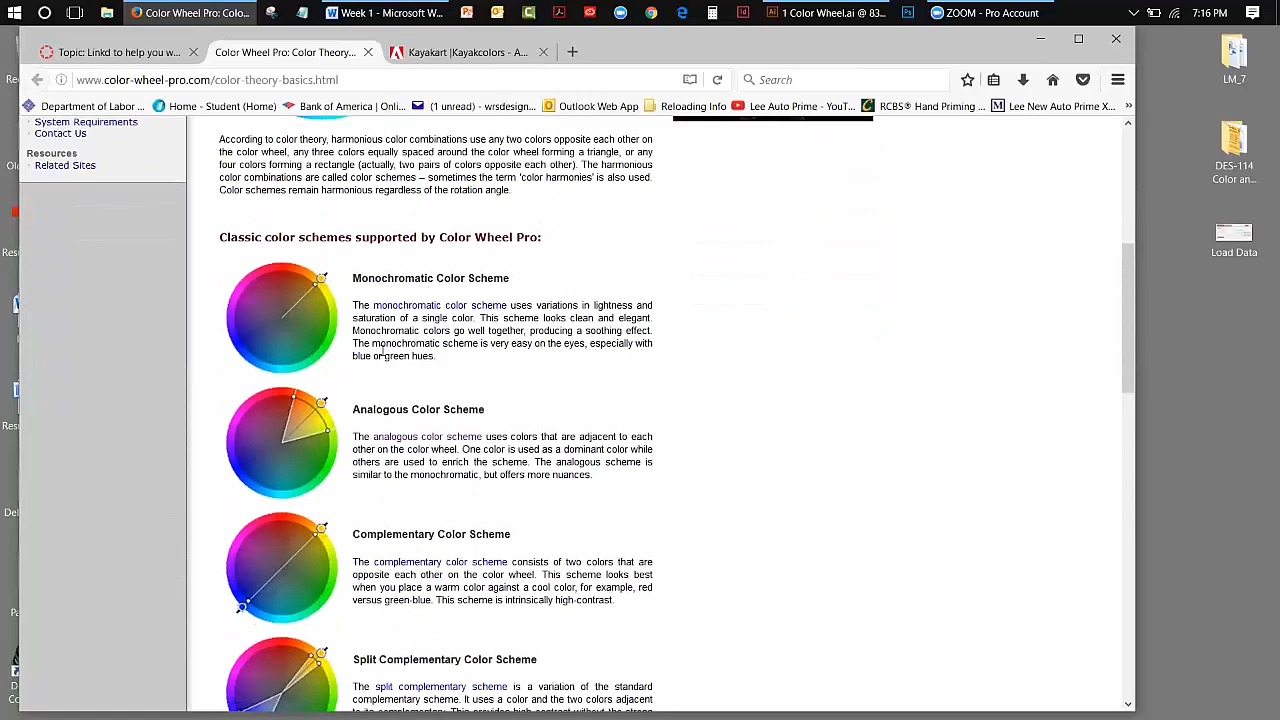 Color Wheel Pro: Colo...
Week 1 - Microsoft W...
1 Color Wheel.ai @ 83...
ZOOM - Pro Account
7:16 PM
Topic: Linkd to help you w...
Color Wheel Pro: Color Theory...
Kayakart |Kayakcolors - A...
www.color-wheel-pro.com/color-theory-basics.html
Search
Department of Labor ...
Home - Student (Home)
Bank of America | Onli...
(1 unread) - wrsdesign...
Outlook Web App
Reloading Info
Lee Auto Prime - YouT...
RCBS® Hand Priming ...
Lee New Auto Prime X...
LM_7
DES-114
Color an...
Load Data
System Requirements
Contact Us
Resources
Related Sites
According to color theory, harmonious color combinations use any two colors opposite each other on
the color wheel, any three colors equally spaced around the color wheel forming a triangle, or any
four colors forming a rectangle (actually, two pairs of colors opposite each other). The harmonious
color combinations are called color schemes – sometimes the term 'color harmonies' is also used.
Color schemes remain harmonious regardless of the rotation angle.
Classic color schemes supported by Color Wheel Pro:
Monochromatic Color Scheme
The monochromatic color scheme uses variations in lightness and
saturation of a single color. This scheme looks clean and elegant.
Monochromatic colors go well together, producing a soothing effect.
The monochromatic scheme is very easy on the eyes, especially with
blue or green hues.
Analogous Color Scheme
The analogous color scheme uses colors that are adjacent to each
other on the color wheel. One color is used as a dominant color while
others are used to enrich the scheme. The analogous scheme is
similar to the monochromatic, but offers more nuances.
Complementary Color Scheme
The complementary color scheme consists of two colors that are
opposite each other on the color wheel. This scheme looks best
when you place a warm color against a cool color, for example, red
versus green-blue. This scheme is intrinsically high-contrast.
Split Complementary Color Scheme
The split complementary scheme is a variation of the standard
complementary scheme. It uses a color and the two colors adjacent